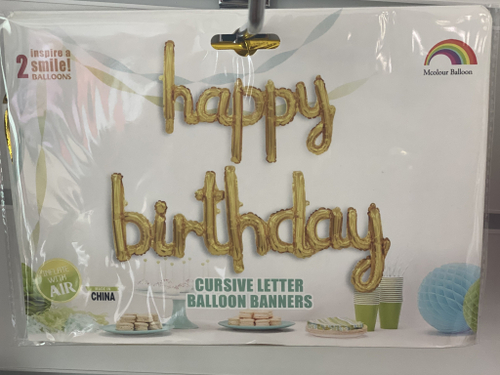 inspire a
2 smile!
BALLOONS
Mcolour Balloon
happy
birthday
AIR
CHINA
CURSIVE LETTER
BALLOON BANNERS